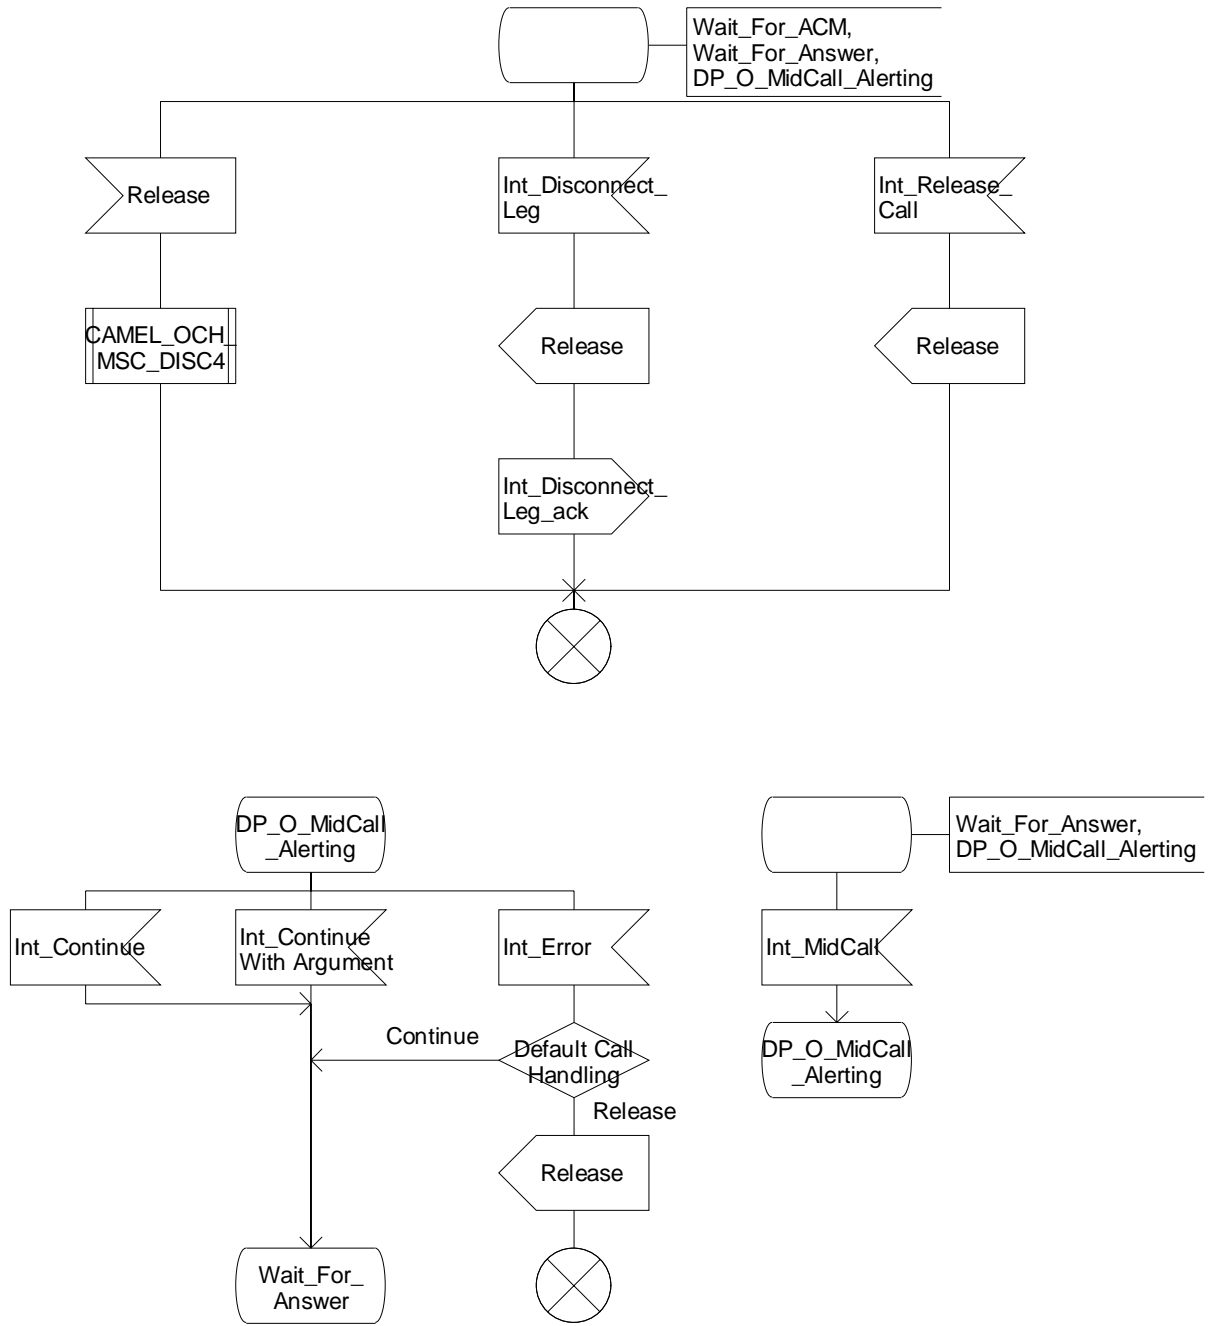 Wait_For_ACM,
Wait_For_Answer,
DP_O_MidCall_Alerting
Release
Int_Disconnect_
Leg
Int_Release_
Call
CAMEL_OCH_
MSC_DISC4
Release
Release
Int_Disconnect_
Leg_ack
DP_O_MidCall
_Alerting
Wait_For_Answer,
DP_O_MidCall_Alerting
Int_Continue
Int_Continue
With Argument
Int_Error
Int_MidCall
Continue
Default Call
Handling
DP_O_MidCall
_Alerting
Release
Release
Wait_For_
Answer